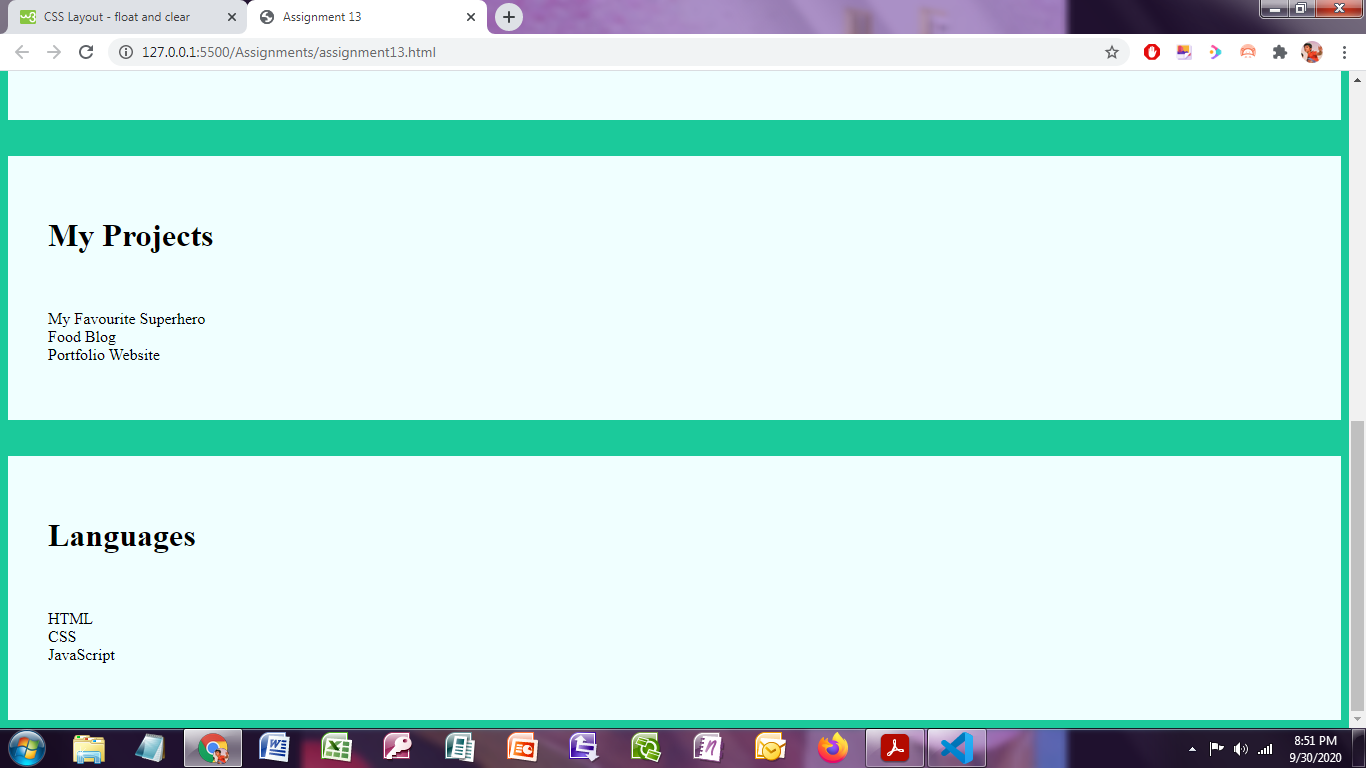 CSS Layout - float and clear
Assignment 13
127.0.0.1:5500/Assignments/assignment13.html
My Projects
My Favourite Superhero
Food Blog
Portfolio Website
Languages
HTML
CSS
JavaScript
8:51 PM
9/30/2020